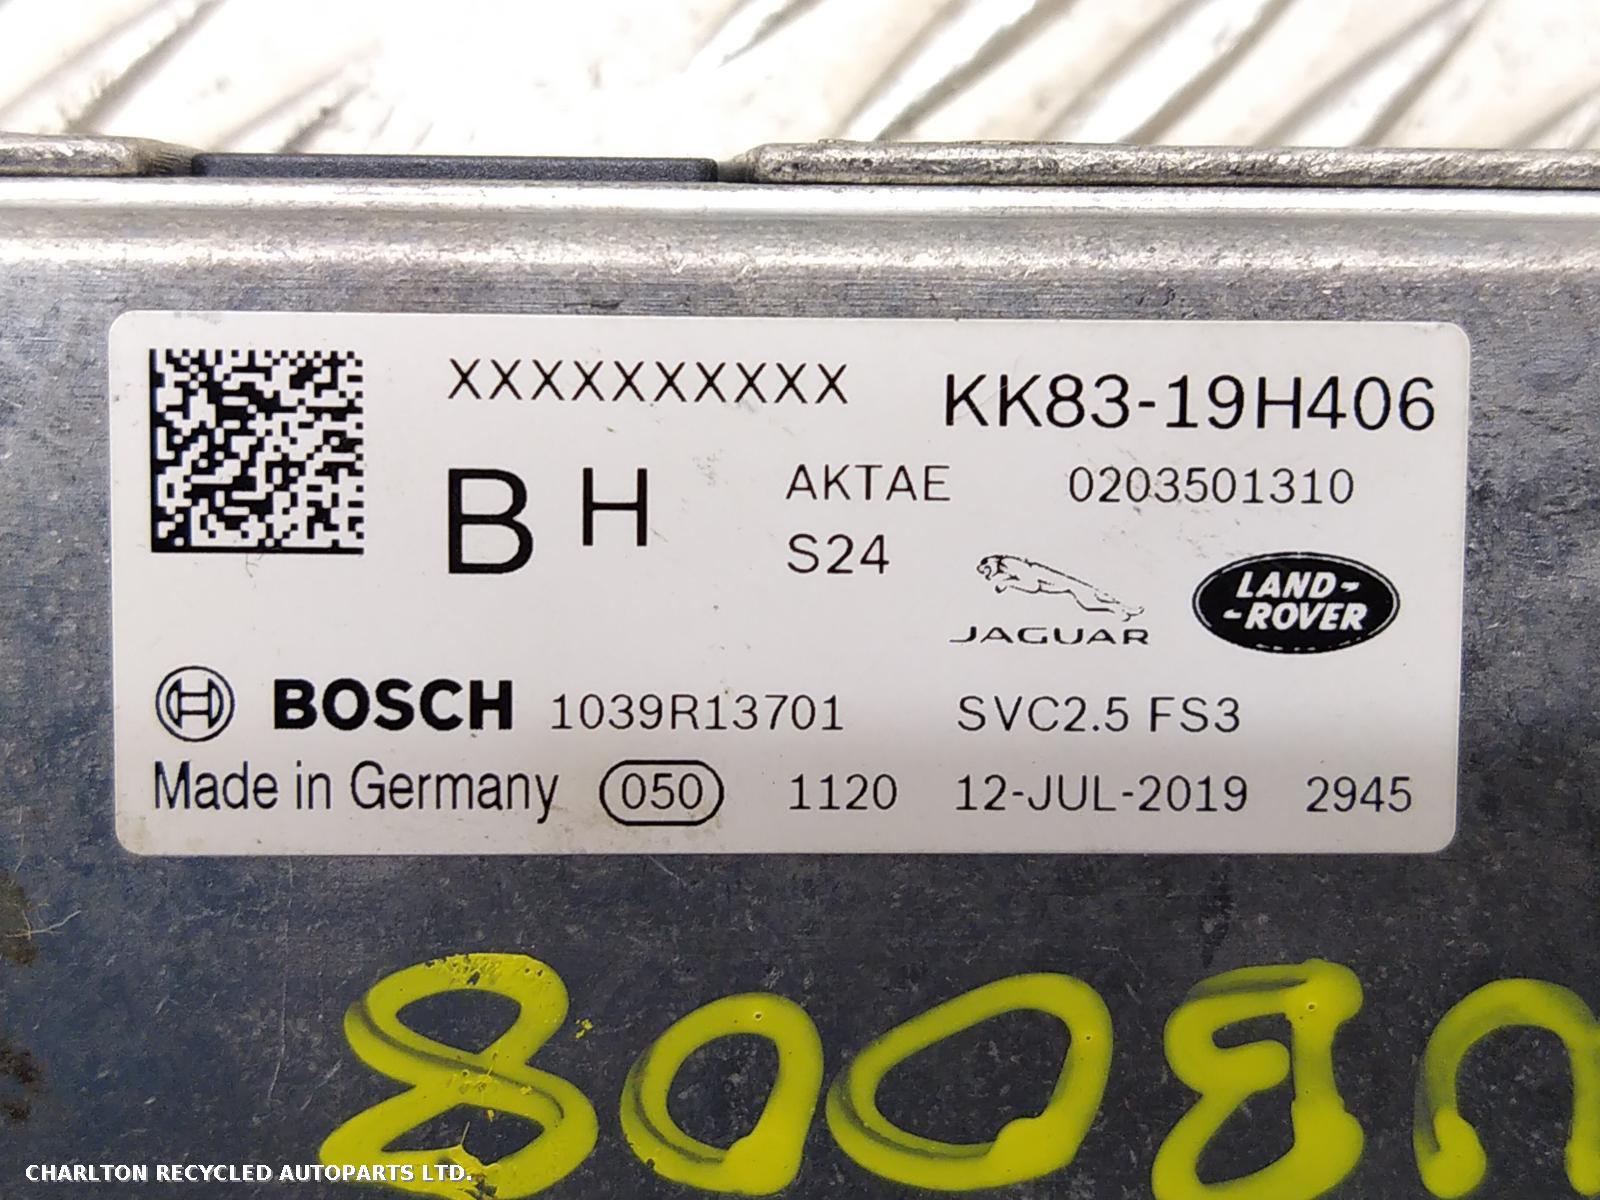 XXXXXXXXXX KK83-19H406
B H AKTAE 0203501310
S24
JAGUAR
LAND-
-ROVER
BOSCH 1039R13701 SVC2.5 FS3
Made in Germany 050 1120 12-JUL-2019 2945
CHARLTON RECYCLED AUTOPARTS LTD.